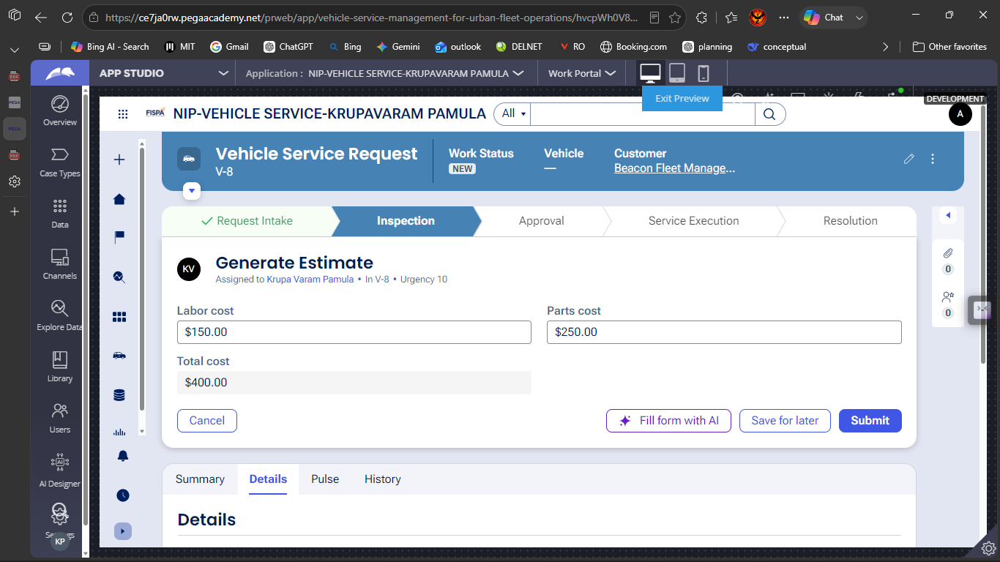 https://ce7ja0rw.pegaacademy.net/prweb/app/vehicle-service-management-for-urban-fleet-operations/hvcpWh0V8...
Chat
Bing AI - Search
MIT
Gmail
ChatGPT
Bing
Gemini
outlook
DELNET
RO
Booking.com
planning
conceptual
Other favorites
APP STUDIO
Application : NIP-VEHICLE SERVICE-KRUPAVARAM PAMULA
Work Portal
Exit Preview
DEVELOPMENT
PDF
PEGA
PEGA
PDF
Overview
Case Types
Data
Channels
Explore Data
Library
Users
AI
AI Designer
KP
FISPA
NIP-VEHICLE SERVICE-KRUPAVARAM PAMULA
All
A
Vehicle Service Request
V-8
Work Status
NEW
Vehicle
—
Customer
Beacon Fleet Manage...
Request Intake
Inspection
Approval
Service Execution
Resolution
KV
Generate Estimate
Assigned to Krupa Varam Pamula • In V-8 • Urgency 10
Labor cost
$150.00
Parts cost
$250.00
Total cost
$400.00
Cancel
Fill form with AI
Save for later
Submit
0
0
Summary
Details
Pulse
History
Details